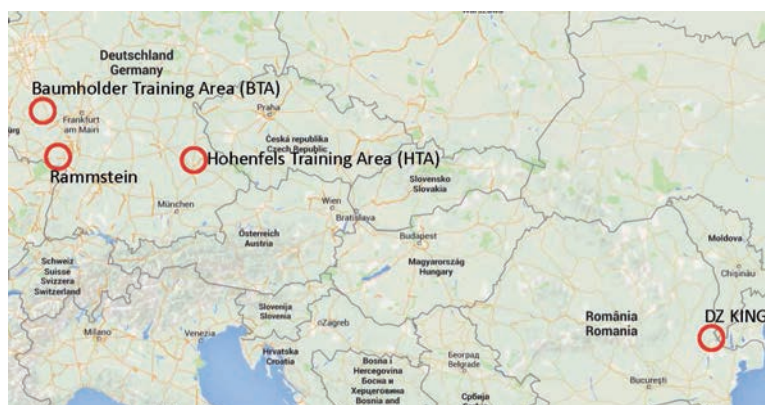 Deutschland
Germany
Baumholder Training Area (BTA)
Frankfurt
am Main
Praha
Česká republika
Czech Republic
Hohenfels Training Area (HTA)
Rammstein
Slovensko
Slovakia
München
Wien
Bratislava
Österreich
Austria
Budapest
Magyarország
Hungary
Moldova
Chișinău
Schweiz
Suisse
Svizzera
Switzerland
Slovenija
Slovenia
Zagreb
România
Romania
DZ KING
Milano
Venezia
Hrvatska
Croatia
Bosna i
Hercegovina
Босна и
Херцеговина
Bosnia and
Београд
Belgrade
Србија
București